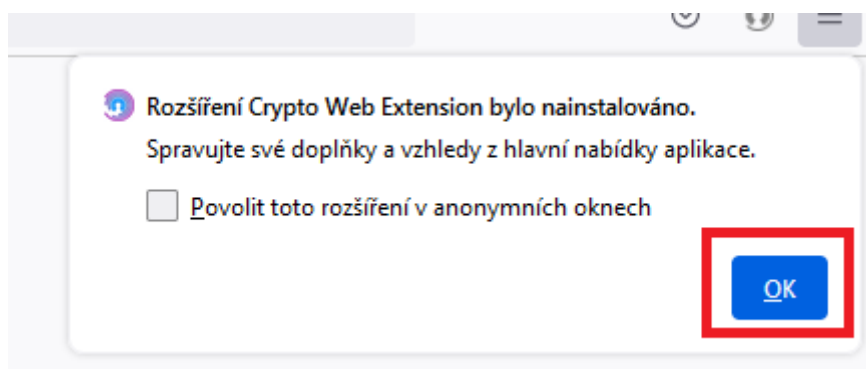 Rozšíření Crypto Web Extension bylo nainstalováno.
Spravujte své doplňky a vzhledy z hlavní nabídky aplikace.
Povolit toto rozšíření v anonymních oknech
OK